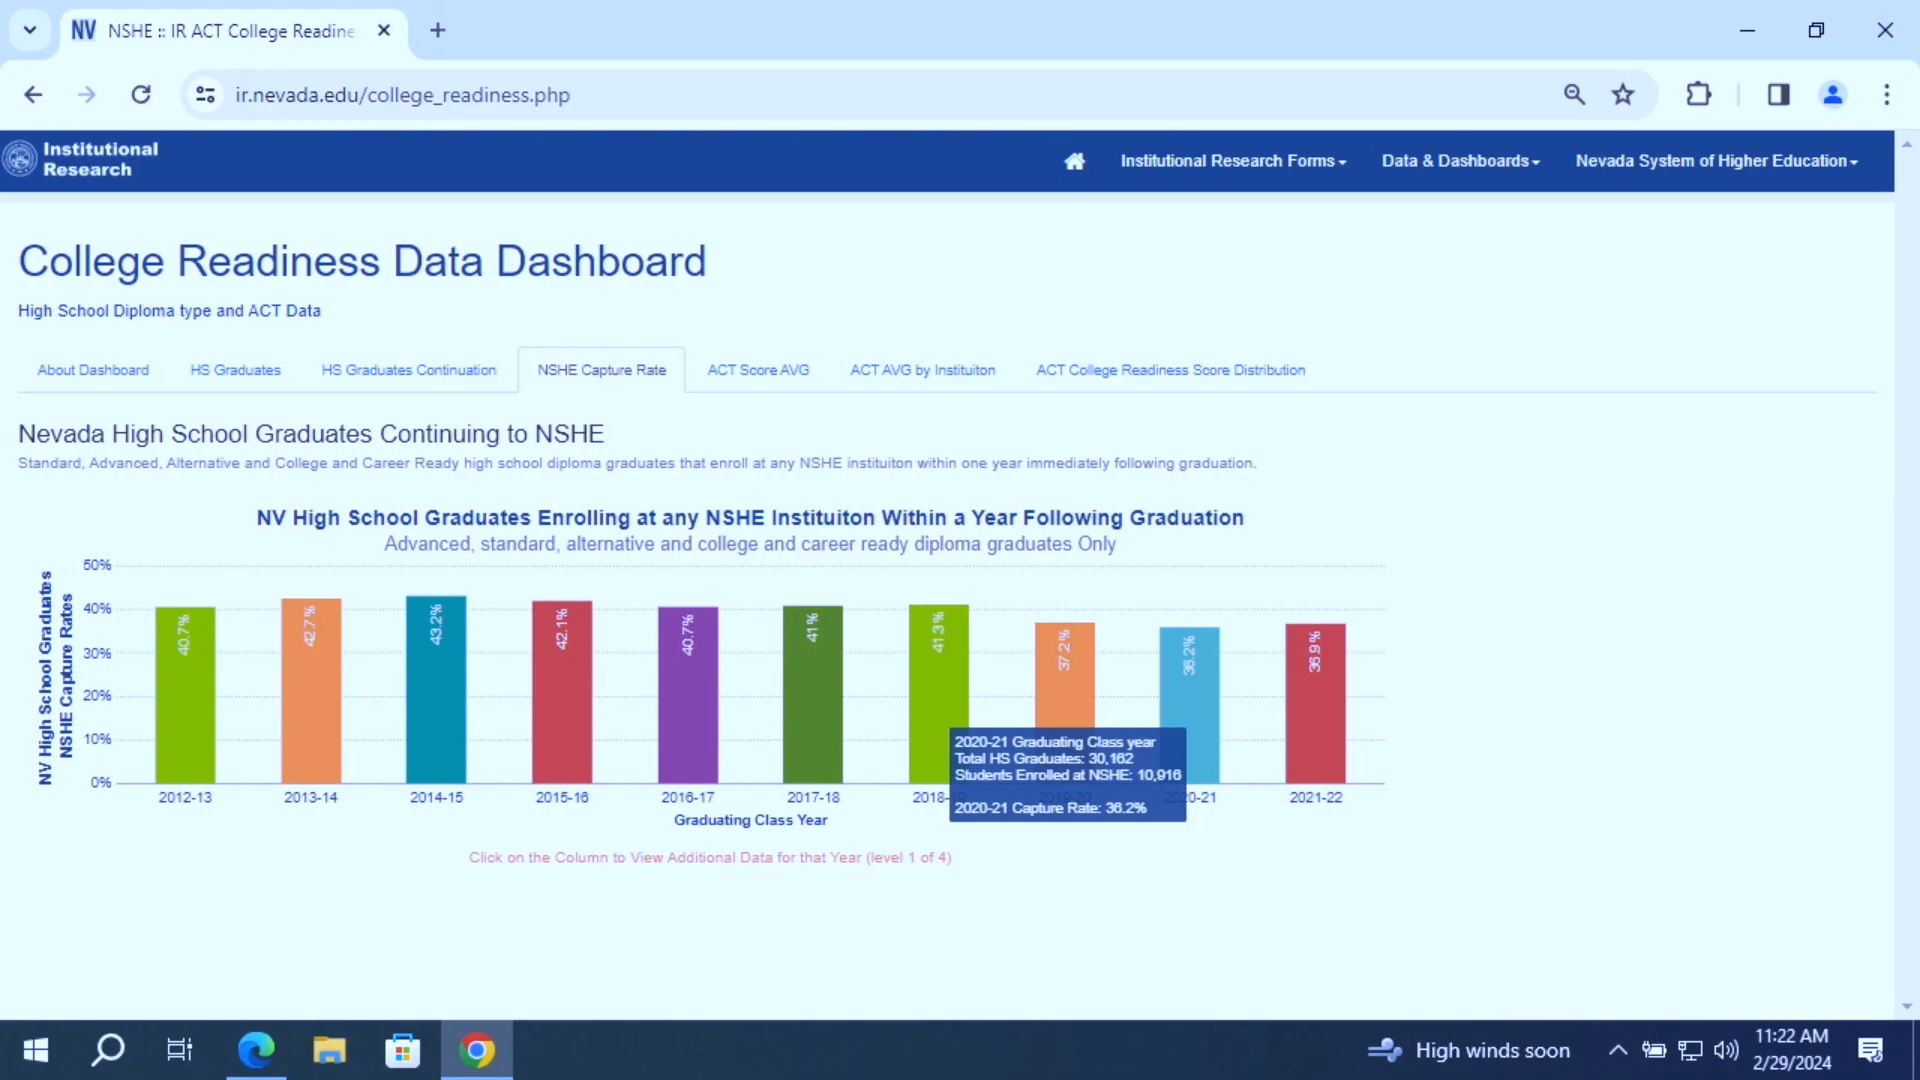 NV
NSHE :: IR ACT College Readine
ir.nevada.edu/college_readiness.php
Institutional
Research
Institutional Research Forms
Data & Dashboards
Nevada System of Higher Education
College Readiness Data Dashboard
High School Diploma type and ACT Data
About Dashboard
HS Graduates
HS Graduates Continuation
NSHE Capture Rate
ACT Score AVG
ACT AVG by Instituiton
ACT College Readiness Score Distribution
Nevada High School Graduates Continuing to NSHE
Standard, Advanced, Alternative and College and Career Ready high school diploma graduates that enroll at any NSHE instituiton within one year immediately following graduation.
NV High School Graduates Enrolling at any NSHE Instituiton Within a Year Following Graduation
Advanced, standard, alternative and college and career ready diploma graduates Only
NV High School Graduates
NSHE Capture Rates
50%
40%
30%
20%
10%
0%
40.7%
42.7%
43.2%
42.1%
40.7%
41%
41.3%
37.2%
36.2%
36.9%
2020-21 Graduating Class year
Total HS Graduates: 30,162
Students Enrolled at NSHE: 10,916
2020-21 Capture Rate: 36.2%
2012-13
2013-14
2014-15
2015-16
2016-17
2017-18
2018-19
2019-20
2020-21
2021-22
Graduating Class Year
Click on the Column to View Additional Data for that Year (level 1 of 4)
High winds soon
11:22 AM
2/29/2024